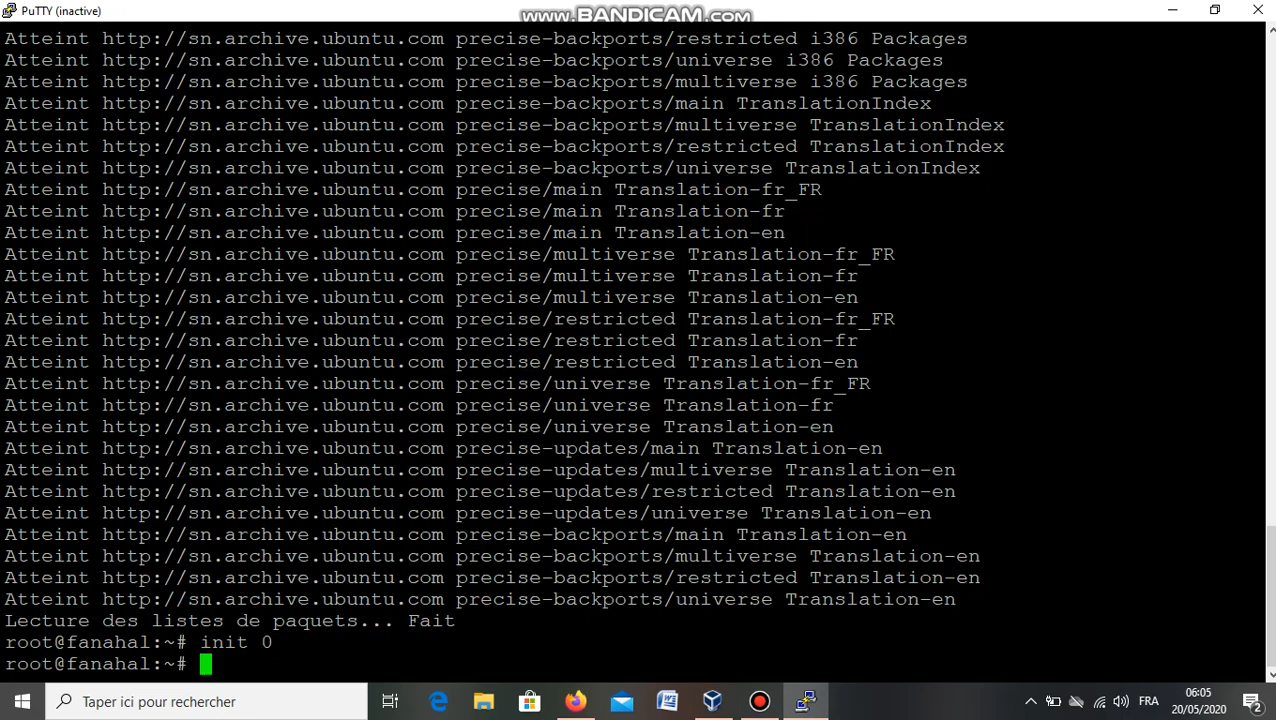 PuTTY (inactive)
www.BANDICAM.com
Atteint http://sn.archive.ubuntu.com precise-backports/restricted i386 Packages
Atteint http://sn.archive.ubuntu.com precise-backports/universe i386 Packages
Atteint http://sn.archive.ubuntu.com precise-backports/multiverse i386 Packages
Atteint http://sn.archive.ubuntu.com precise-backports/main TranslationIndex
Atteint http://sn.archive.ubuntu.com precise-backports/multiverse TranslationIndex
Atteint http://sn.archive.ubuntu.com precise-backports/restricted TranslationIndex
Atteint http://sn.archive.ubuntu.com precise-backports/universe TranslationIndex
Atteint http://sn.archive.ubuntu.com precise/main Translation-fr_FR
Atteint http://sn.archive.ubuntu.com precise/main Translation-fr
Atteint http://sn.archive.ubuntu.com precise/main Translation-en
Atteint http://sn.archive.ubuntu.com precise/multiverse Translation-fr_FR
Atteint http://sn.archive.ubuntu.com precise/multiverse Translation-fr
Atteint http://sn.archive.ubuntu.com precise/multiverse Translation-en
Atteint http://sn.archive.ubuntu.com precise/restricted Translation-fr_FR
Atteint http://sn.archive.ubuntu.com precise/restricted Translation-fr
Atteint http://sn.archive.ubuntu.com precise/restricted Translation-en
Atteint http://sn.archive.ubuntu.com precise/universe Translation-fr_FR
Atteint http://sn.archive.ubuntu.com precise/universe Translation-fr
Atteint http://sn.archive.ubuntu.com precise/universe Translation-en
Atteint http://sn.archive.ubuntu.com precise-updates/main Translation-en
Atteint http://sn.archive.ubuntu.com precise-updates/multiverse Translation-en
Atteint http://sn.archive.ubuntu.com precise-updates/restricted Translation-en
Atteint http://sn.archive.ubuntu.com precise-updates/universe Translation-en
Atteint http://sn.archive.ubuntu.com precise-backports/main Translation-en
Atteint http://sn.archive.ubuntu.com precise-backports/multiverse Translation-en
Atteint http://sn.archive.ubuntu.com precise-backports/restricted Translation-en
Atteint http://sn.archive.ubuntu.com precise-backports/universe Translation-en
Lecture des listes de paquets... Fait
root@fanahal:~# init 0
root@fanahal:~#
Taper ici pour rechercher
FRA
06:05
20/05/2020
2